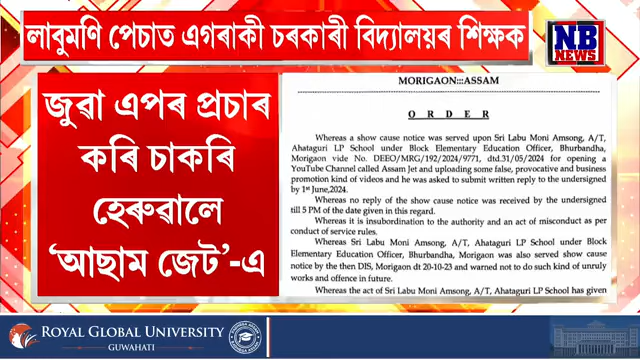 লাবুমণি পেচাত এগৰাকী চৰকাৰী বিদ্যালয়ৰ শিক্ষক
NB
NEWS
জুৱা এপৰ প্ৰচাৰ
কৰি চাকৰি
হেৰুৱালে
‘আছাম জেট’-এ
MORIGAON:::ASSAM
O R D E R
Whereas a show cause notice was served upon Sri Labu Moni Amsong, A/T,
Ahataguri LP School under Block Elementary Education Officer, Bhurbandha,
Morigaon vide No. DEEO/MRG/192/2024/9771, dtd.31/05/2024 for opening a
YouTube Channel called Assam Jet and uploading some false, provocative and business
promotion kind of videos and he was asked to submit written reply to the undersigned
by 1st June,2024.
Whereas no reply of the show cause notice was received by the undersigned
till 5 PM of the date given in this regard.
Whereas it is insubordination to the authority and an act of misconduct as per
conduct of service rules.
Whereas Sri Labu Moni Amsong, A/T, Ahataguri LP School under Block
Elementary Education Officer, Bhurbandha, Morigaon was also served show cause
notice by the then DIS, Morigaon dt 20-10-23 and warned not to do such kind of unruly
works and offence in future.
Whereas the act of Sri Labu Moni Amsong, A/T, Ahataguri LP School has given
ROYAL GLOBAL UNIVERSITY
GUWAHATI